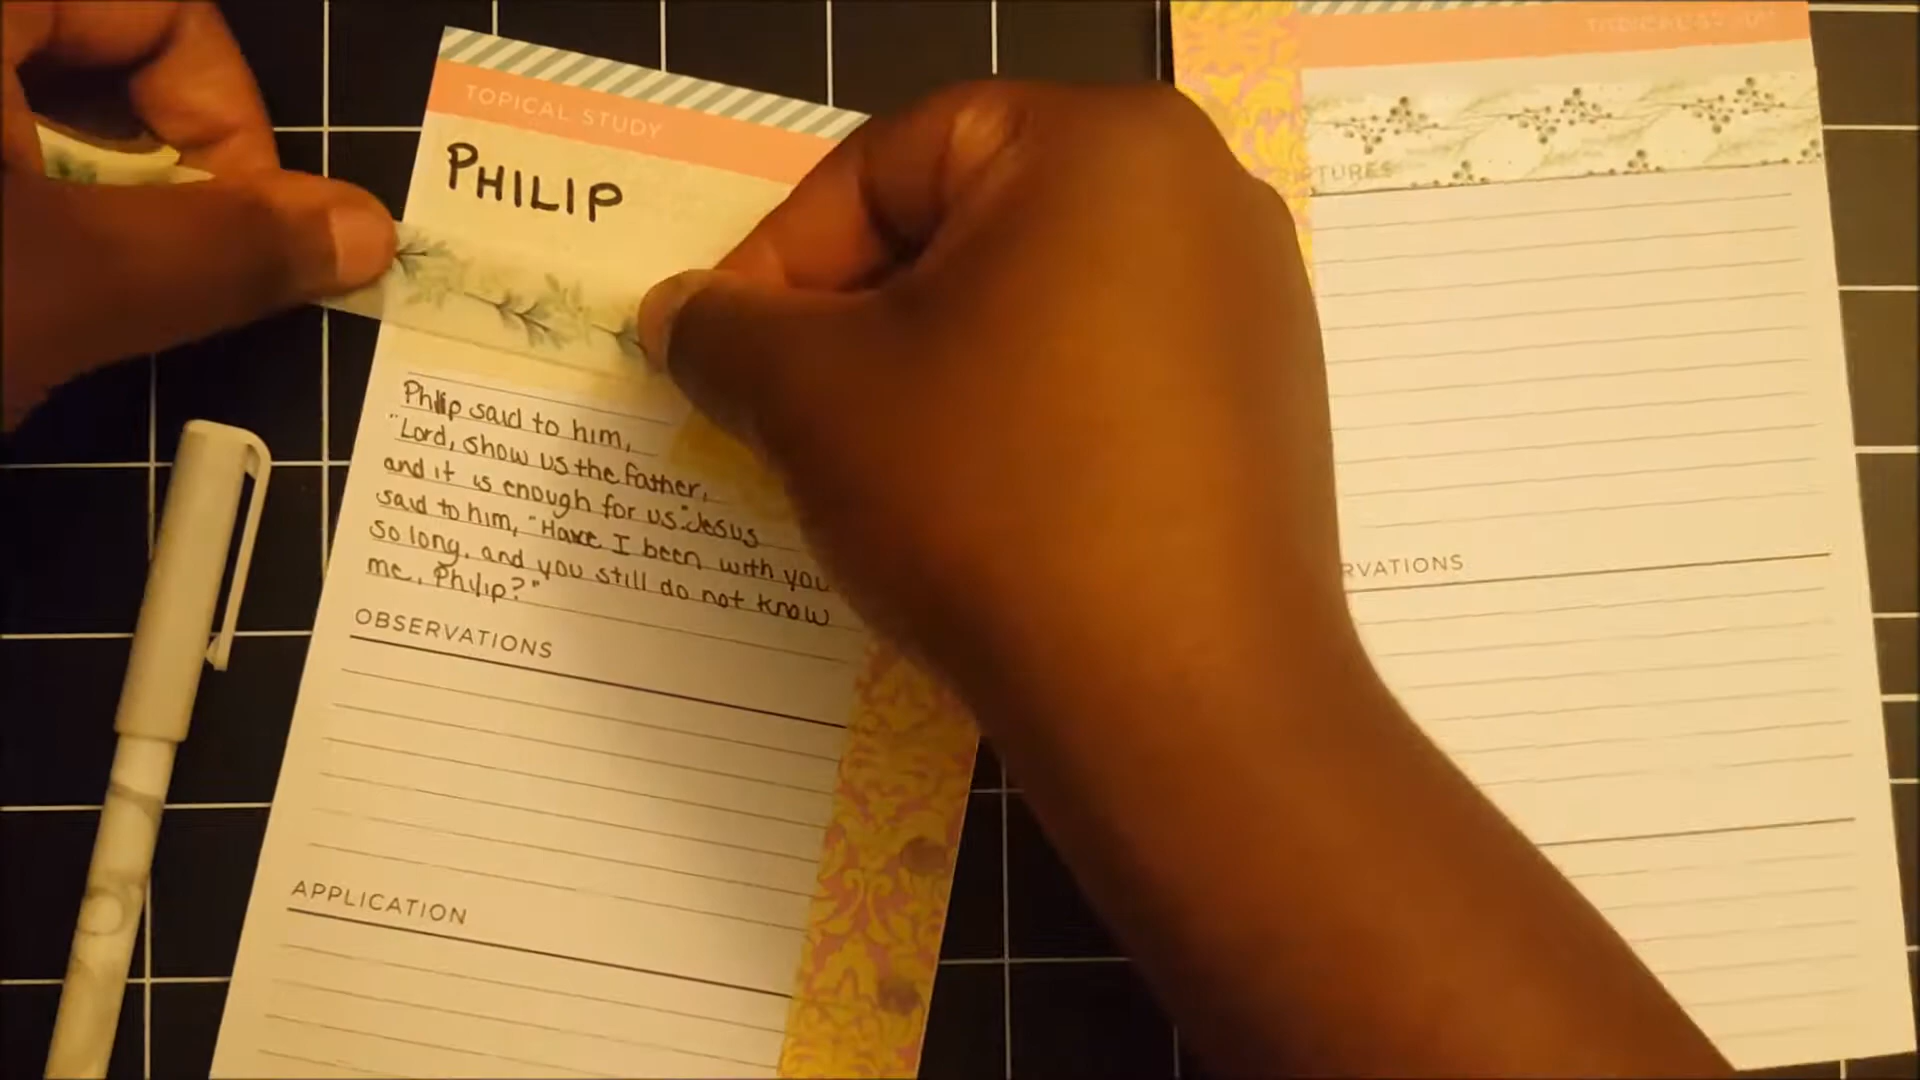 TOPICAL STUDY
PHILIP
Philip said to him,
"Lord, show us the Father,
and it is enough for us". Jesus
said to him, "Have I been with you
so long, and you still do not know
me, Philip?"
OBSERVATIONS
APPLICATION
PTURES
RVATIONS